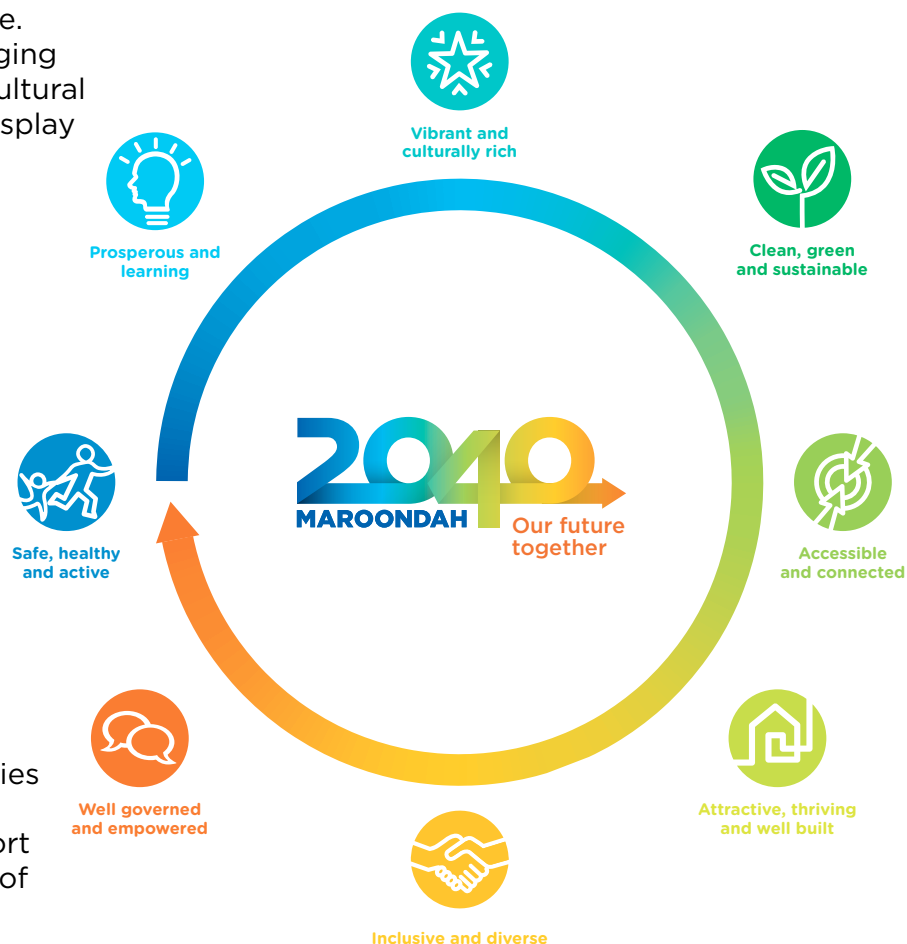 e.
ging
ultural
splay
Vibrant and
culturally rich
Prosperous and
learning
Clean, green
and sustainable
2040
MAROONDAH
Our future
together
Safe, healthy
and active
Accessible
and connected
ies
ort
of
Well governed
and empowered
Attractive, thriving
and well built
Inclusive and diverse